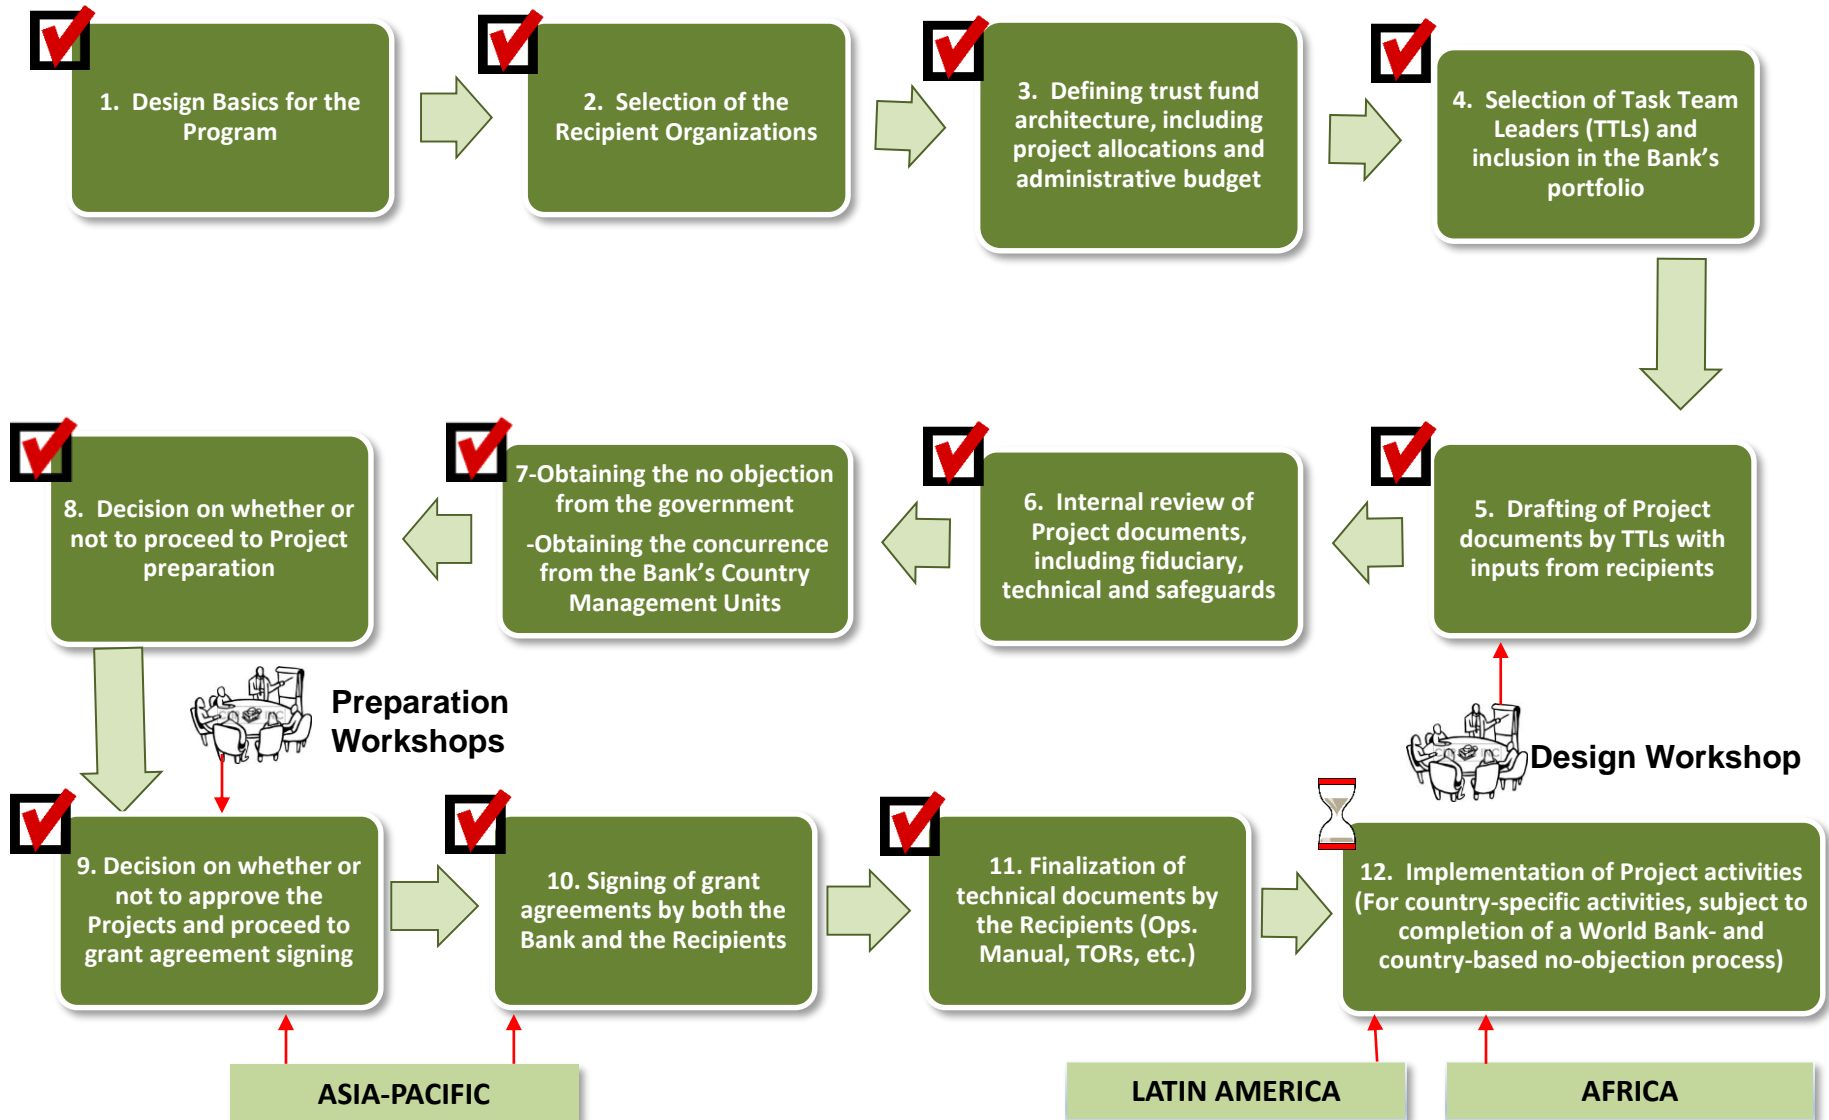 1.  Design Basics for the
Program
2.  Selection of the
Recipient Organizations
3.  Defining trust fund
architecture, including
project allocations and
administrative budget
4.  Selection of Task Team
Leaders (TTLs) and
inclusion in the Bank’s
portfolio
8.  Decision on whether or
not to proceed to Project
preparation
7-Obtaining the no objection
from the government
-Obtaining the concurrence
from the Bank’s Country
Management Units
6.  Internal review of
Project documents,
including fiduciary,
technical and safeguards
5.  Drafting of Project
documents by TTLs with
inputs from recipients
Preparation
Workshops
Design Workshop
9. Decision on whether or
not to approve the
Projects and proceed to
grant agreement signing
10. Signing of grant
agreements by both the
Bank and the Recipients
11. Finalization of
technical documents by
the Recipients (Ops.
Manual, TORs, etc.)
12.  Implementation of Project activities
(For country-specific activities, subject to
completion of a World Bank- and
country-based no-objection process)
ASIA-PACIFIC
LATIN AMERICA
AFRICA